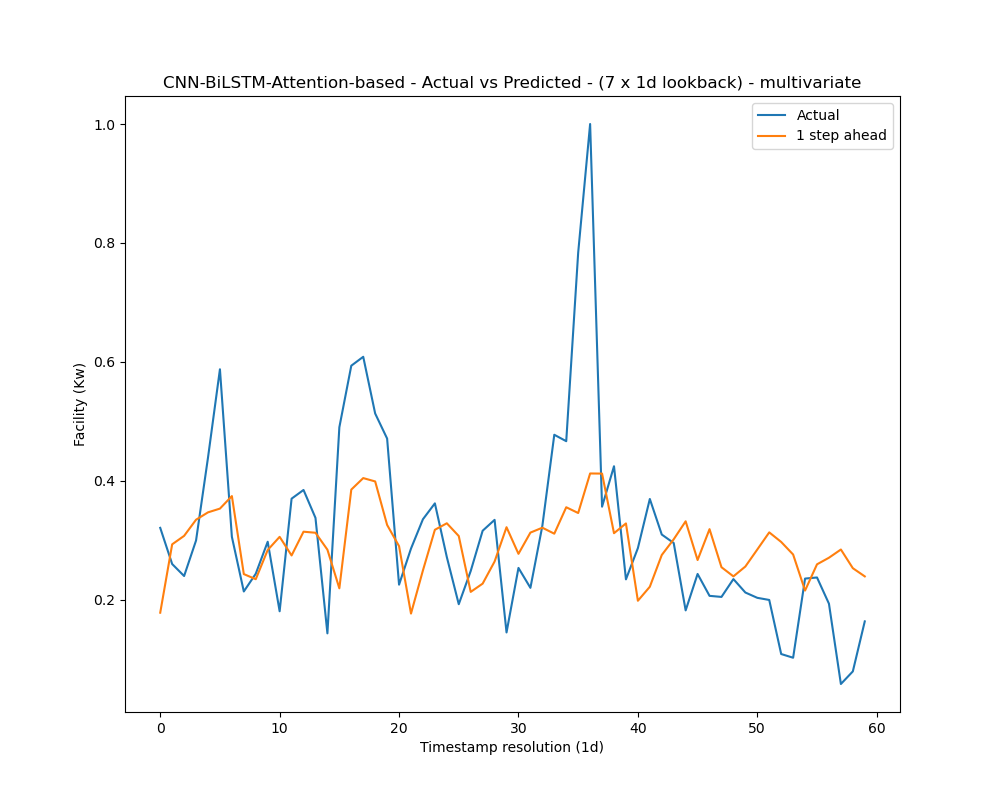 CNN-BiLSTM-Attention-based - Actual vs Predicted - (7 x 1d lookback) - multivariate
Actual
1 step ahead
1.0
0.8
0.6
0.4
0.2
Facility (Kw)
0 10 20 30 40 50 60
Timestamp resolution (1d)